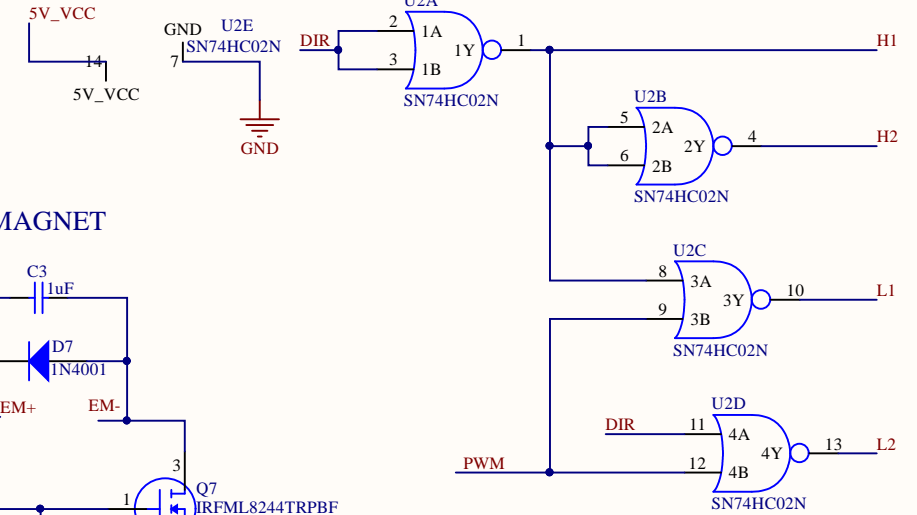 5V_VCC
14
5V_VCC
GND
7
U2E
SN74HC02N
GND
DIR
U2A
2
1A
3
1B
1Y
1
SN74HC02N
H1
U2B
5
2A
6
2B
2Y
4
SN74HC02N
H2
U2C
8
3A
9
3B
3Y
10
SN74HC02N
L1
U2D
DIR
11
4A
PWM
12
4B
4Y
13
SN74HC02N
L2
MAGNET
C3
1uF
D7
1N4001
EM+
EM-
3
1
Q7
IRFML8244TRPBF